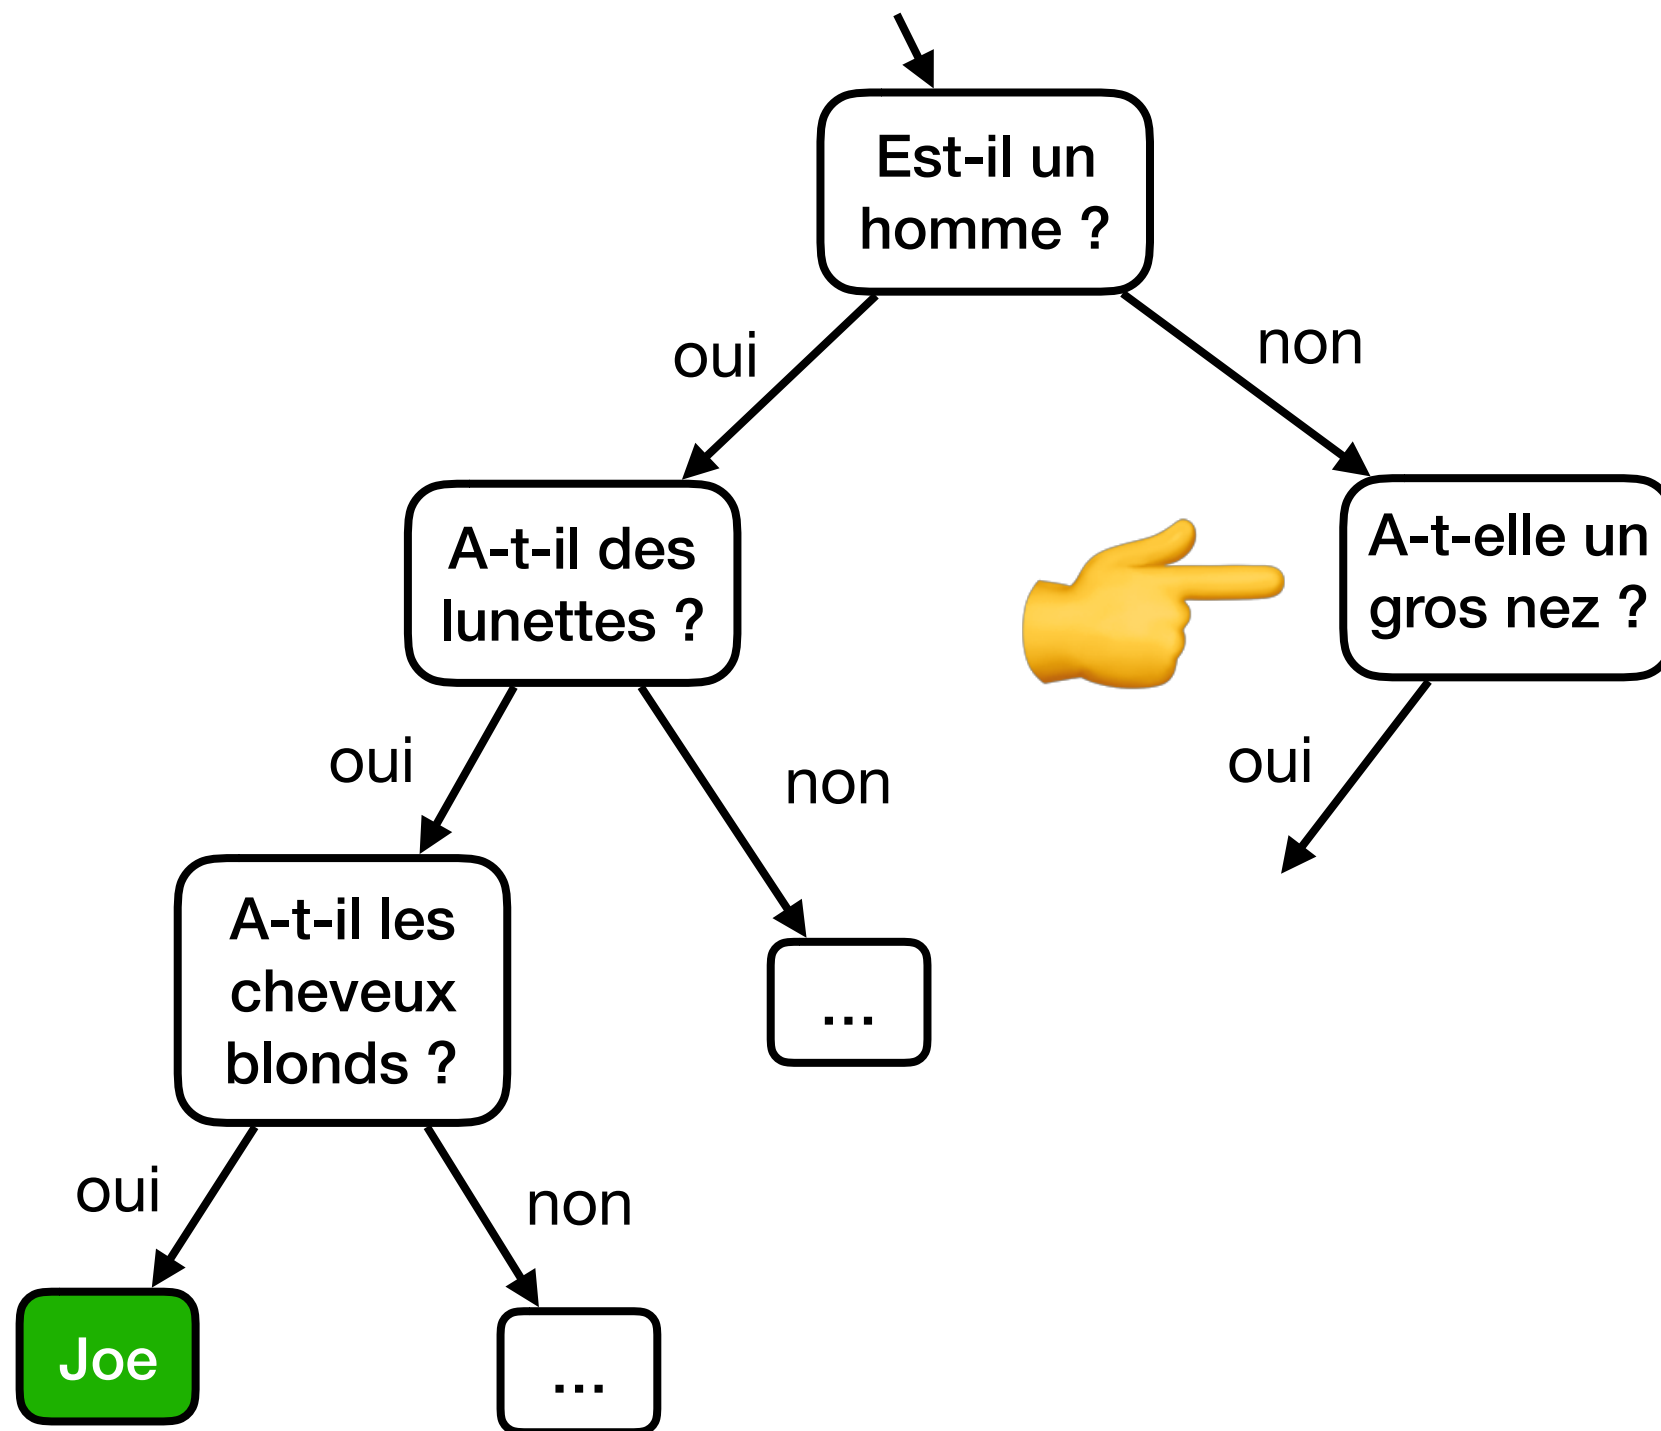 Est-il un
homme ?
oui
non
A-t-il des
lunettes ?
A-t-elle un
gros nez ?
oui
non
oui
A-t-il les
cheveux
blonds ?
...
oui
non
Joe
...